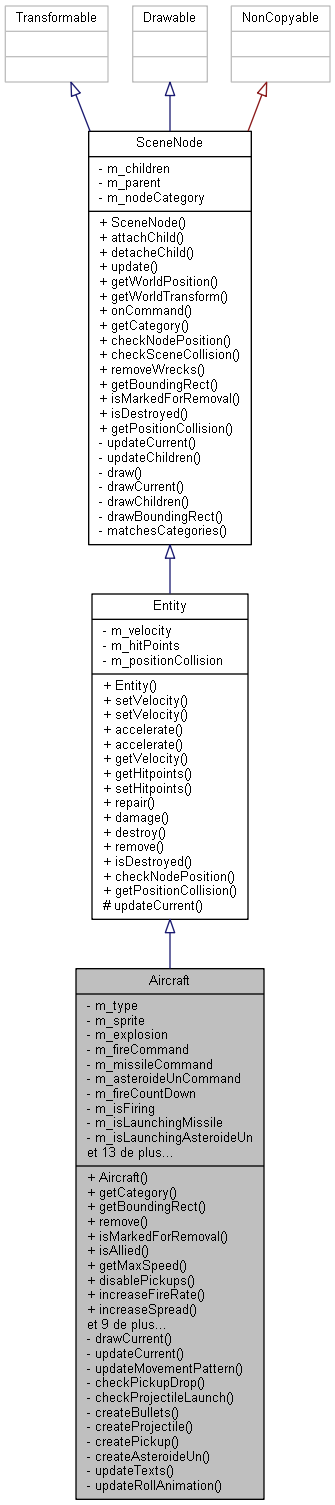 Transformable
Drawable
NonCopyable
SceneNode
- m_children
- m_parent
- m_nodeCategory
+ SceneNode()
+ attachChild()
+ detacheChild()
+ update()
+ getWorldPosition()
+ getWorldTransform()
+ onCommand()
+ getCategory()
+ checkNodePosition()
+ checkSceneCollision()
+ removeWrecks()
+ getBoundingRect()
+ isMarkedForRemoval()
+ isDestroyed()
+ getPositionCollision()
- updateCurrent()
- updateChildren()
- draw()
- drawCurrent()
- drawChildren()
- drawBoundingRect()
- matchesCategories()
Entity
- m_velocity
- m_hitPoints
- m_positionCollision
+ Entity()
+ setVelocity()
+ setVelocity()
+ accelerate()
+ accelerate()
+ getVelocity()
+ getHitpoints()
+ setHitpoints()
+ repair()
+ damage()
+ destroy()
+ remove()
+ isDestroyed()
+ checkNodePosition()
+ getPositionCollision()
# updateCurrent()
Aircraft
- m_type
- m_sprite
- m_explosion
- m_fireCommand
- m_missileCommand
- m_asteroideUnCommand
- m_fireCountDown
- m_isFiring
- m_isLaunchingMissile
- m_isLaunchingAsteroideUn
et 13 de plus...
+ Aircraft()
+ getCategory()
+ getBoundingRect()
+ remove()
+ isMarkedForRemoval()
+ isAllied()
+ getMaxSpeed()
+ disablePickups()
+ increaseFireRate()
+ increaseSpread()
et 9 de plus...
- drawCurrent()
- updateCurrent()
- updateMovementPattern()
- checkPickupDrop()
- checkProjectileLaunch()
- createBullets()
- createProjectile()
- createPickup()
- createAsteroideUn()
- updateTexts()
- updateRollAnimation()